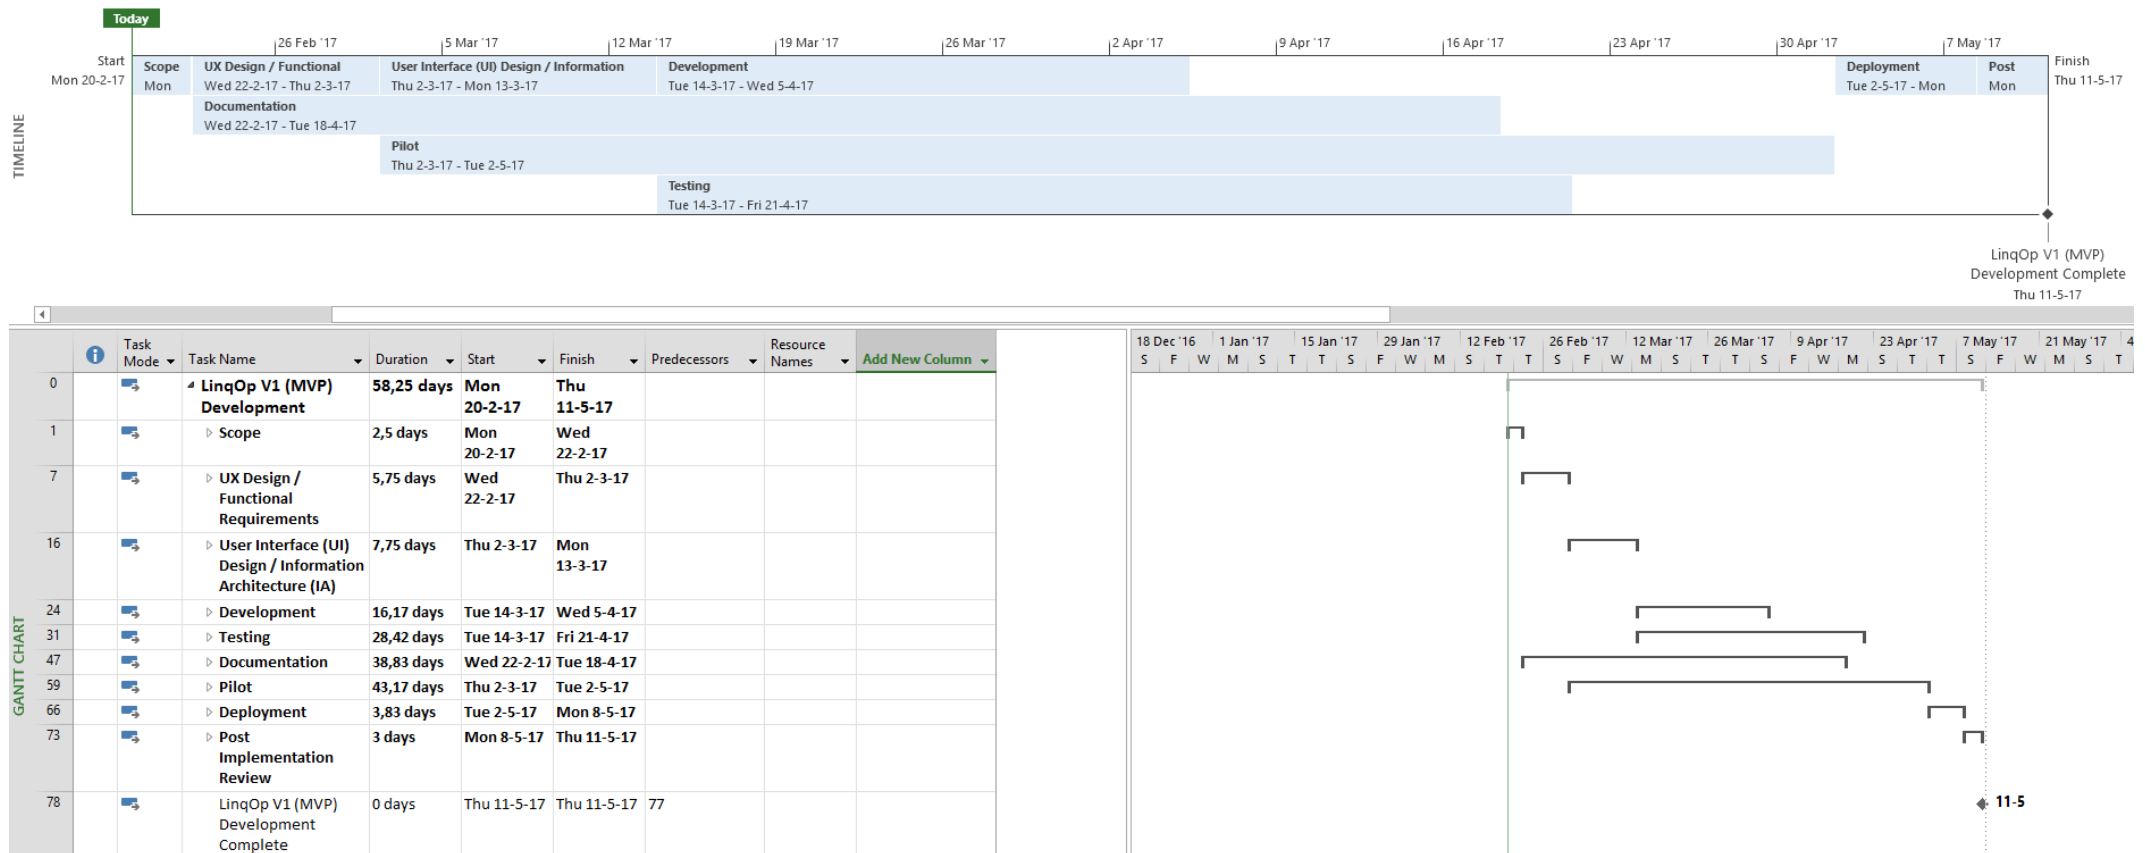 Today
26 Feb '17 5 Mar '17 12 Mar '17 19 Mar '17 26 Mar '17 2 Apr '17 9 Apr '17 16 Apr '17 23 Apr '17 30 Apr '17 7 May '17
Start
Mon 20-2-17
Scope
Mon
UX Design / Functional
Wed 22-2-17 - Thu 2-3-17
User Interface (UI) Design / Information
Thu 2-3-17 - Mon 13-3-17
Development
Tue 14-3-17 - Wed 5-4-17
Deployment
Tue 2-5-17 - Mon
Post
Mon
Finish
Thu 11-5-17
Documentation
Wed 22-2-17 - Tue 18-4-17
Pilot
Thu 2-3-17 - Tue 2-5-17
Testing
Tue 14-3-17 - Fri 21-4-17
TIMELINE
LinqOp V1 (MVP)
Development Complete
Thu 11-5-17
Task
Mode
Task Name
Duration
Start
Finish
Predecessors
Resource
Names
Add New Column
18 Dec '16 1 Jan '17 15 Jan '17 29 Jan '17 12 Feb '17 26 Feb '17 12 Mar '17 26 Mar '17 9 Apr '17 23 Apr '17 7 May '17 21 May '17 4
S F W M S T T S F W M S T T S F W M S T T S F W M S T T S F W M S T
GANTT CHART
0 LinqOp V1 (MVP) 58,25 days Mon Thu
Development 20-2-17 11-5-17
1 Scope 2,5 days Mon Wed
20-2-17 22-2-17
7 UX Design / 5,75 days Wed Thu 2-3-17
Functional 22-2-17
Requirements
16 User Interface (UI) 7,75 days Thu 2-3-17 Mon
Design / Information 13-3-17
Architecture (IA)
24 Development 16,17 days Tue 14-3-17 Wed 5-4-17
31 Testing 28,42 days Tue 14-3-17 Fri 21-4-17
47 Documentation 38,83 days Wed 22-2-17 Tue 18-4-17
59 Pilot 43,17 days Thu 2-3-17 Tue 2-5-17
66 Deployment 3,83 days Tue 2-5-17 Mon 8-5-17
73 Post 3 days Mon 8-5-17 Thu 11-5-17
Implementation
Review
78 LinqOp V1 (MVP) 0 days Thu 11-5-17 Thu 11-5-17 77 11-5
Development
Complete